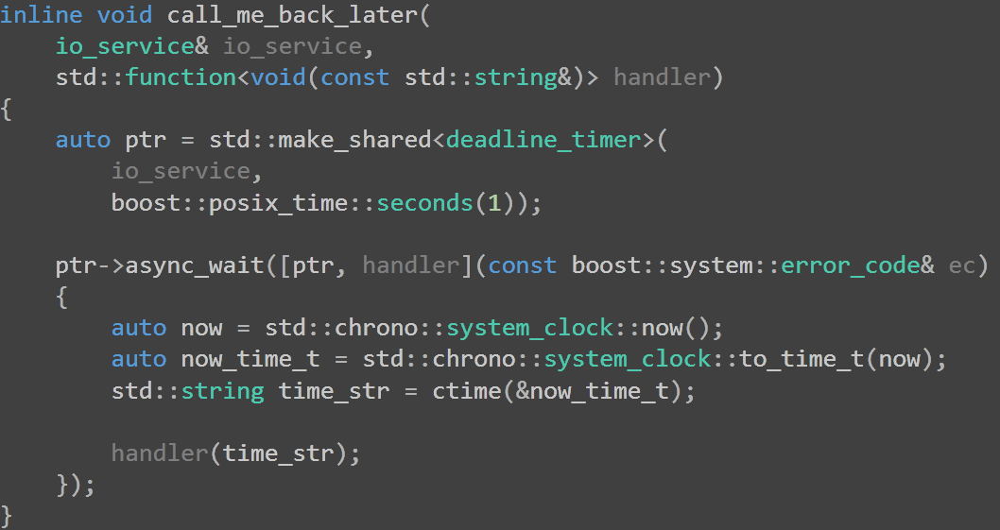 inline void call_me_back_later(
    io_service& io_service,
    std::function<void(const std::string&)> handler)
{
    auto ptr = std::make_shared<deadline_timer>(
        io_service,
        boost::posix_time::seconds(1));

    ptr->async_wait([ptr, handler](const boost::system::error_code& ec)
    {
        auto now = std::chrono::system_clock::now();
        auto now_time_t = std::chrono::system_clock::to_time_t(now);
        std::string time_str = ctime(&now_time_t);

        handler(time_str);
    });
}